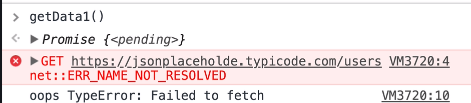 getData1()
Promise {<pending>}
GET https://jsonplaceholde.typicode.com/users VM3720:4
net::ERR_NAME_NOT_RESOLVED
oops TypeError: Failed to fetch VM3720:10